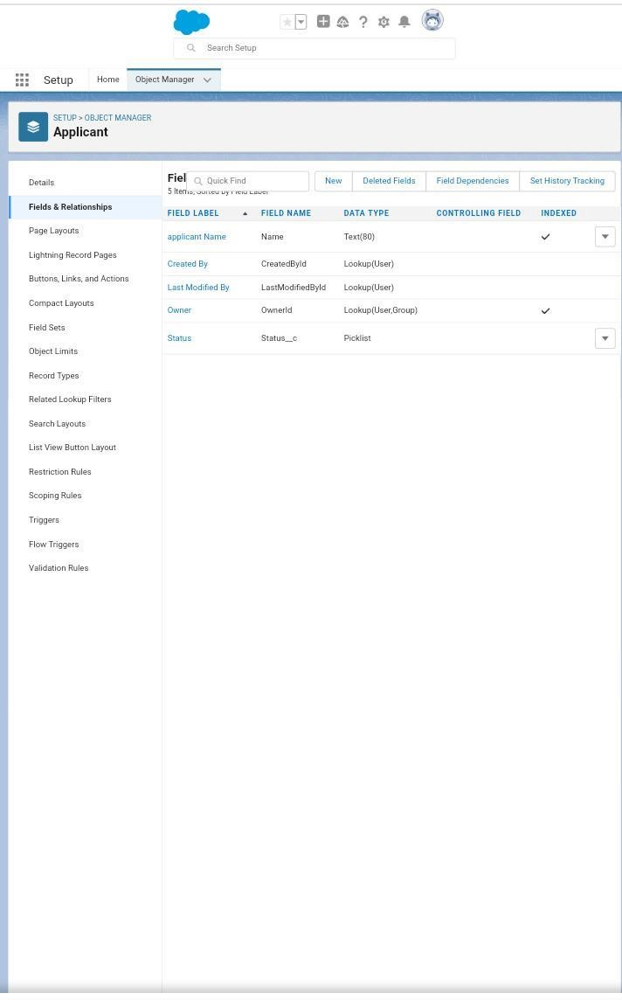 Search Setup
Setup
Home
Object Manager
SETUP > OBJECT MANAGER
Applicant
Details
Fields & Relationships
Page Layouts
Lightning Record Pages
Buttons, Links, and Actions
Compact Layouts
Field Sets
Object Limits
Record Types
Related Lookup Filters
Search Layouts
List View Button Layout
Restriction Rules
Scoping Rules
Triggers
Flow Triggers
Validation Rules
Fiel
Quick Find
New
Deleted Fields
Field Dependencies
Set History Tracking
5 Items, Sorted by Field Label
FIELD LABEL FIELD NAME DATA TYPE CONTROLLING FIELD INDEXED
applicant Name Name Text(80)
Created By CreatedById Lookup(User)
Last Modified By LastModifiedById Lookup(User)
Owner OwnerId Lookup(User,Group)
Status Status__c Picklist